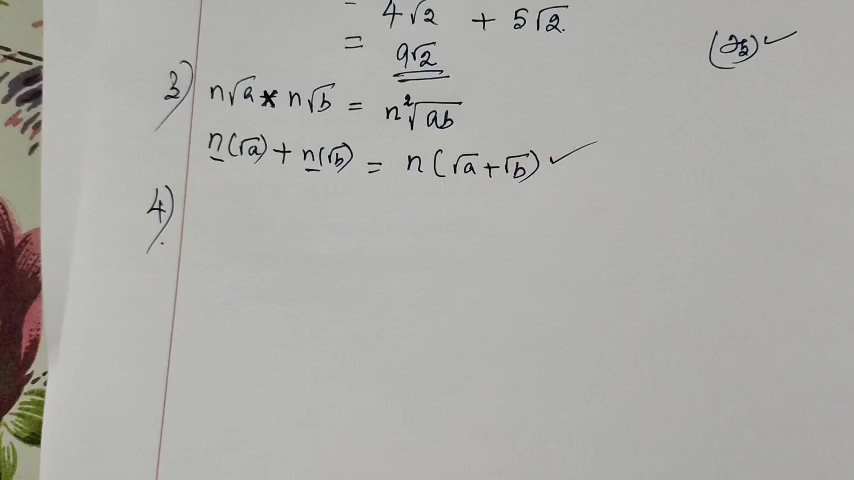 = 4√2 + 5√2.
= 9√2
3) n√a * n√b = n²√ab
n(√a) + n(√b) = n(√a + √b) ✓
4)